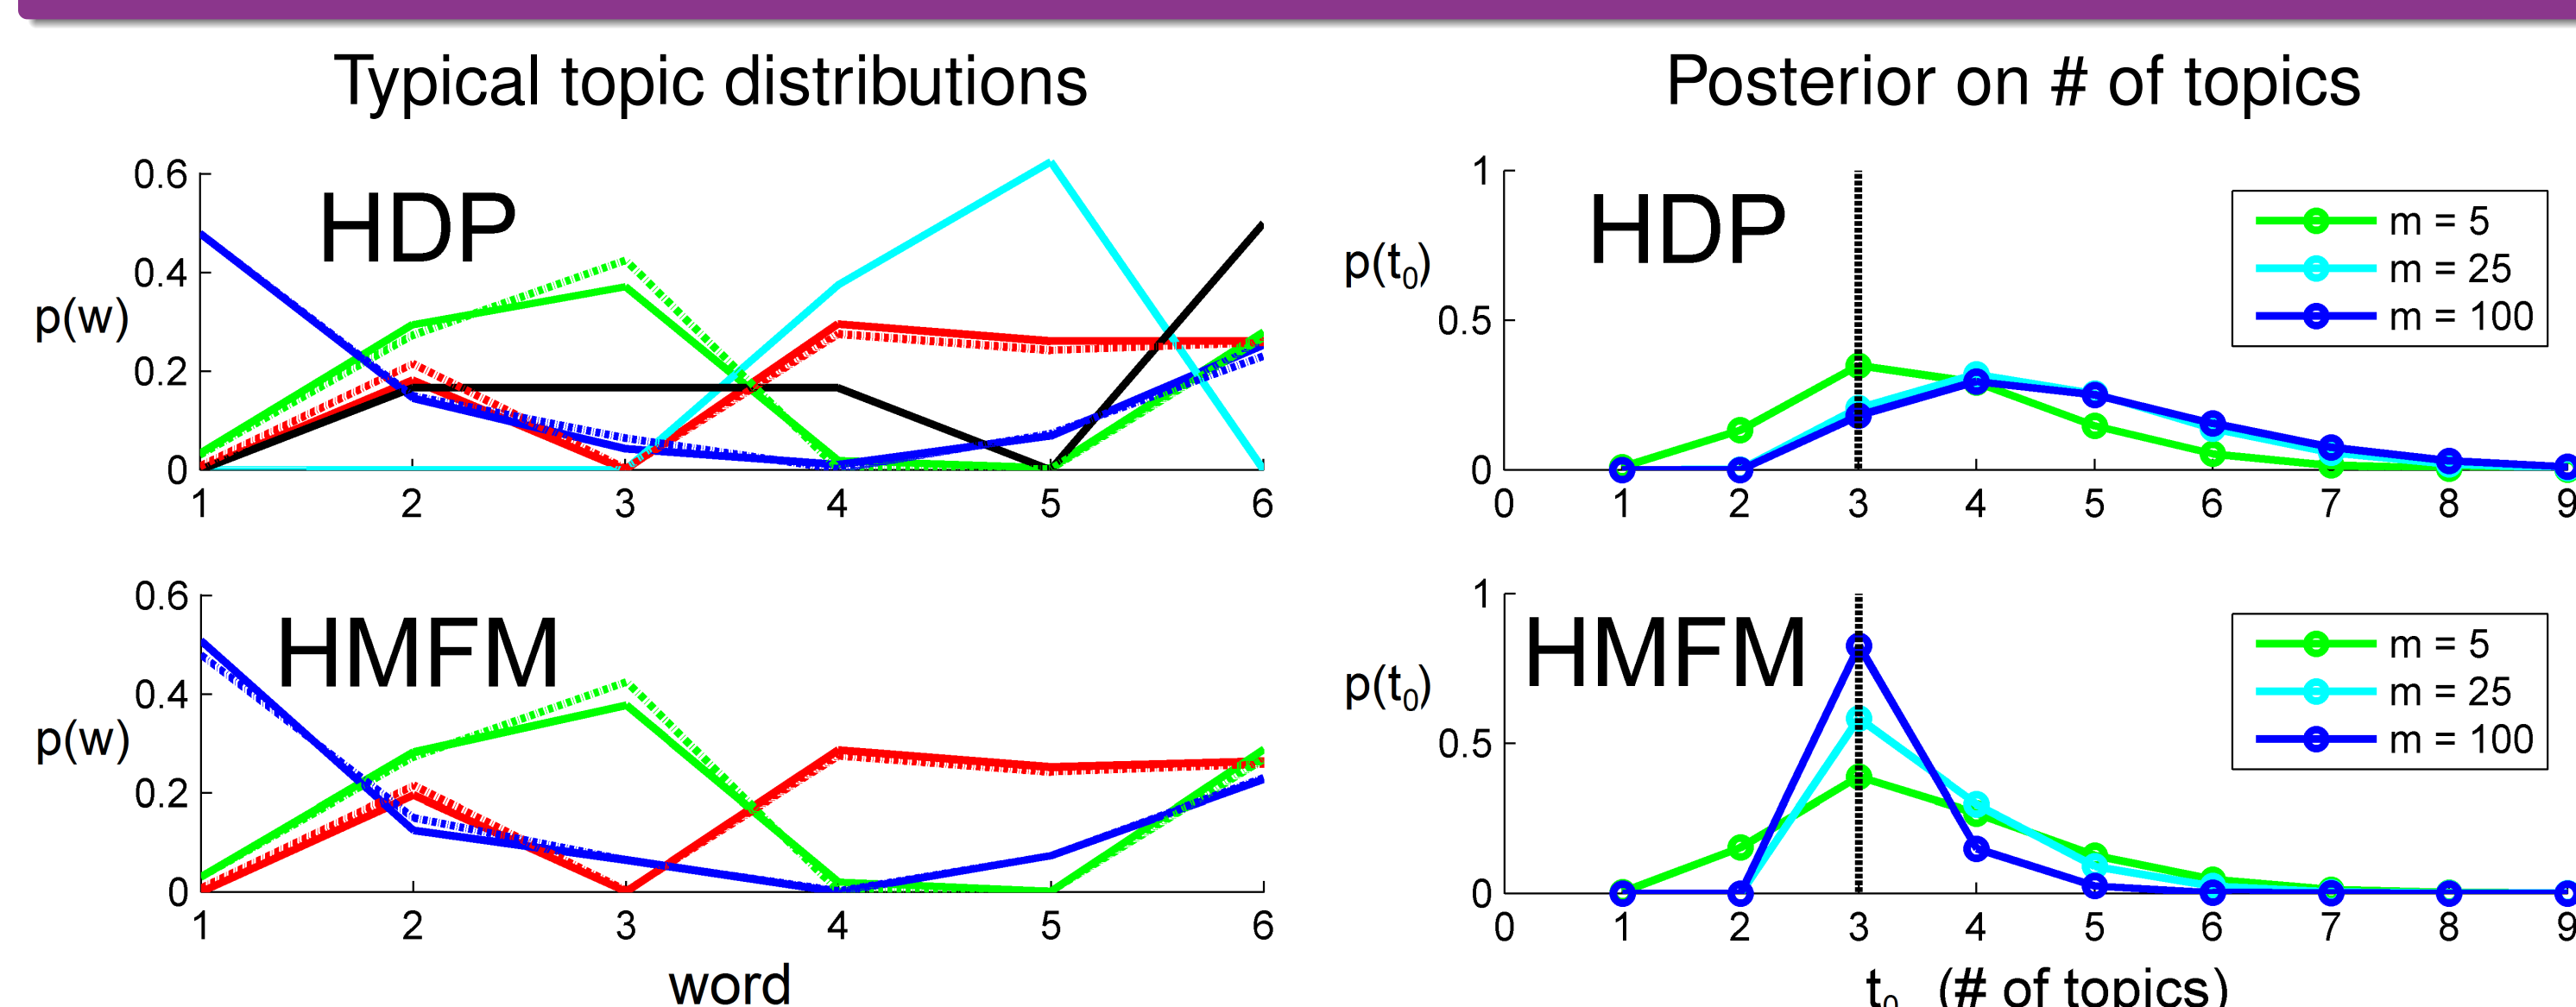 Typical topic distributions
0.6
0.4
0.2
0
p(w)
HDP
1 2 3 4 5 6
0.6
0.4
0.2
0
p(w)
HMFM
1 2 3 4 5 6
word
Posterior on # of topics
1
0.5
0
p(t0)
HDP
m = 5
m = 25
m = 100
0 1 2 3 4 5 6 7 8 9
1
0.5
0
p(t0)
HMFM
m = 5
m = 25
m = 100
0 1 2 3 4 5 6 7 8 9
t0 (# of topics)